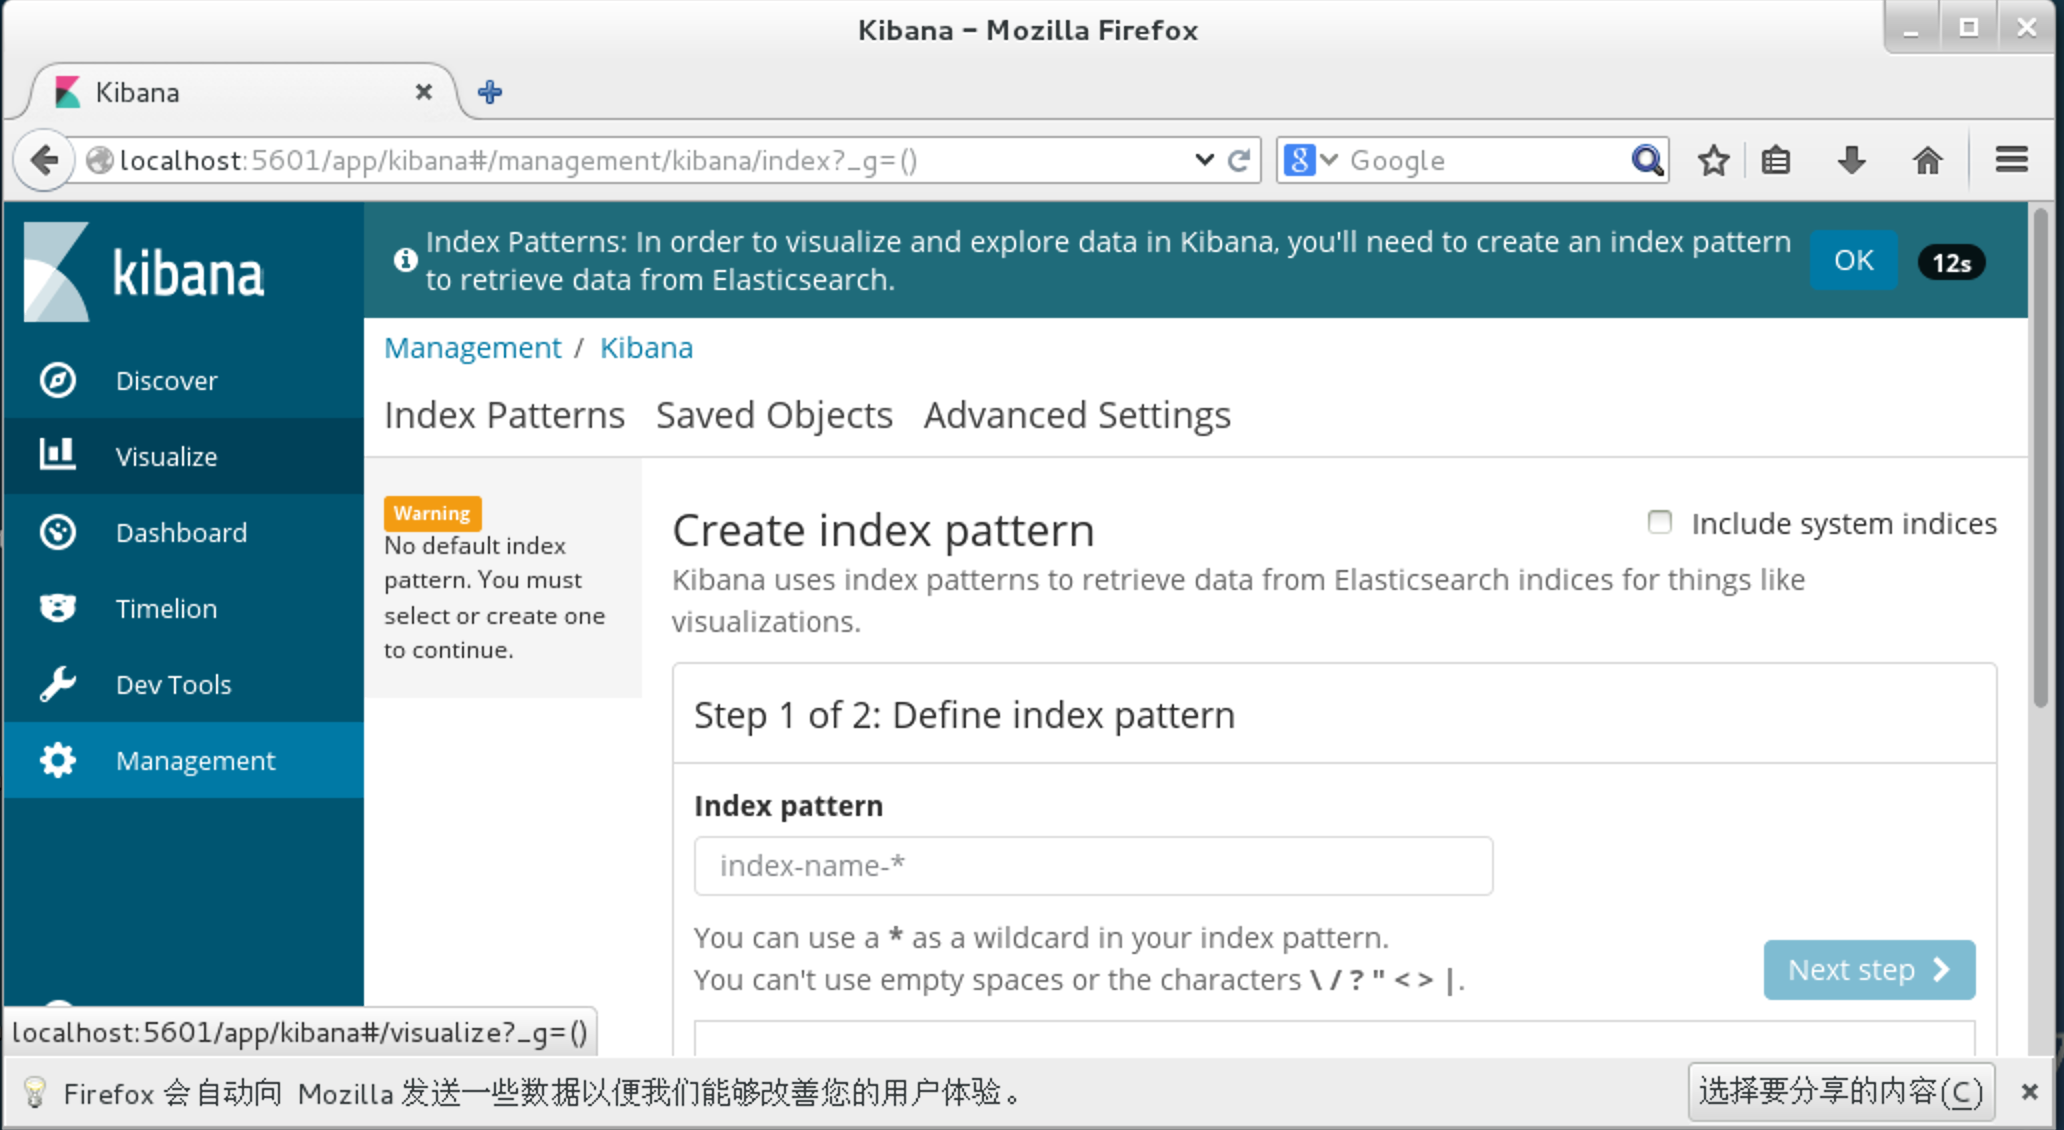 Kibana - Mozilla Firefox
Kibana
localhost:5601/app/kibana#/management/kibana/index?_g=()
Google
kibana
Index Patterns: In order to visualize and explore data in Kibana, you'll need to create an index pattern
to retrieve data from Elasticsearch.
OK
12s
Management / Kibana
Discover
Index Patterns Saved Objects Advanced Settings
Visualize
Dashboard
Timelion
Dev Tools
Management
Warning
No default index
pattern. You must
select or create one
to continue.
Create index pattern
Include system indices
Kibana uses index patterns to retrieve data from Elasticsearch indices for things like
visualizations.
Step 1 of 2: Define index pattern
Index pattern
index-name-*
You can use a * as a wildcard in your index pattern.
You can't use empty spaces or the characters \ / ? " < > |.
Next step
localhost:5601/app/kibana#/visualize?_g=()
Firefox 会自动向 Mozilla 发送一些数据以便我们能够改善您的用户体验。
选择要分享的内容(C)